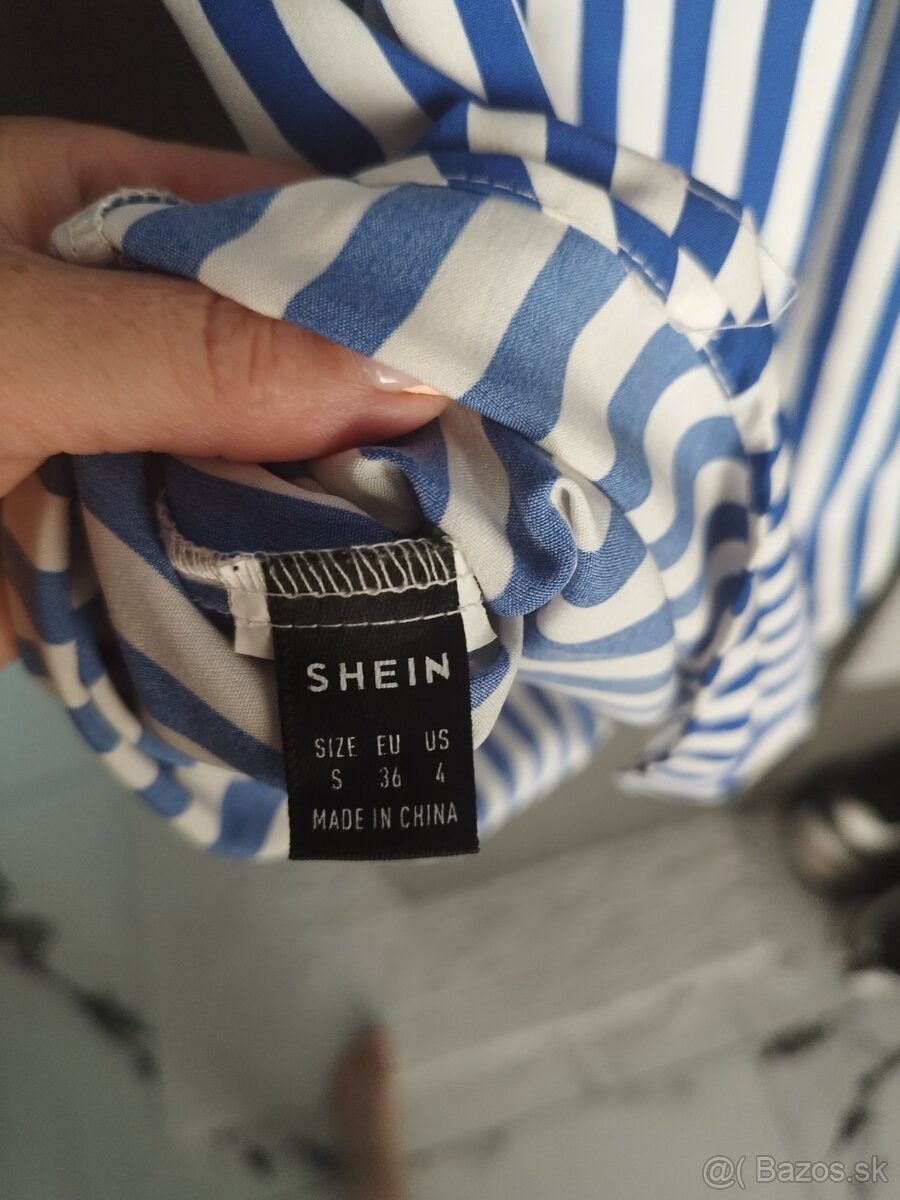 SHEIN
SIZE EU US
S 36 4
MADE IN CHINA
@( Bazos.sk